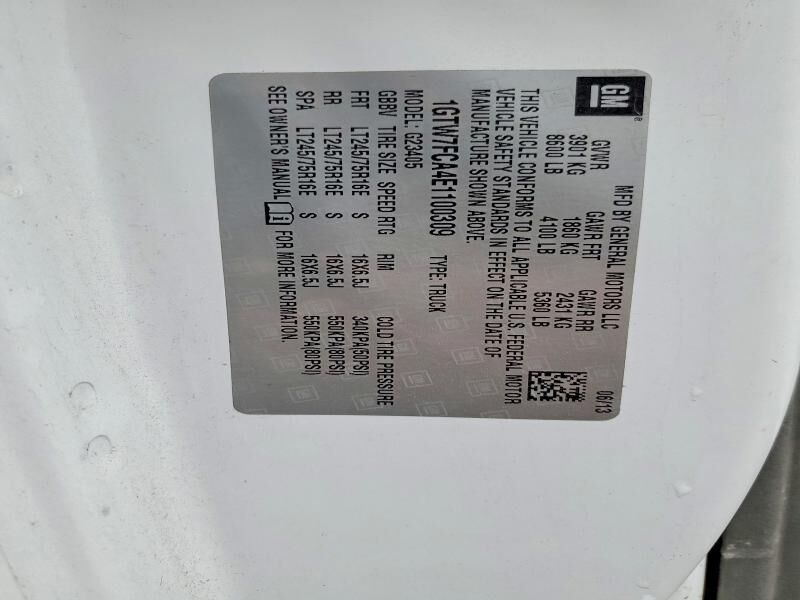 GM ®
MFD BY GENERAL MOTORS LLC 06/13
GVWR GAWR FRT GAWR RR
3901 KG 1860 KG 2431 KG
8600 LB 4100 LB 5360 LB
THIS VEHICLE CONFORMS TO ALL APPLICABLE U.S. FEDERAL MOTOR
VEHICLE SAFETY STANDARDS IN EFFECT ON THE DATE OF
MANUFACTURE SHOWN ABOVE.
1GTW7FCA4E1100309 TYPE: TRUCK
MODEL: G23405
GBBV TIRE SIZE SPEED RTG RIM COLD TIRE PRESSURE
FRT LT245/75R16E S 16X6.5J 340KPA(50PSI)
RR LT245/75R16E S 16X6.5J 550KPA(80PSI)
SPA LT245/75R16E S 16X6.5J 550KPA(80PSI)
SEE OWNER'S MANUAL FOR MORE INFORMATION.